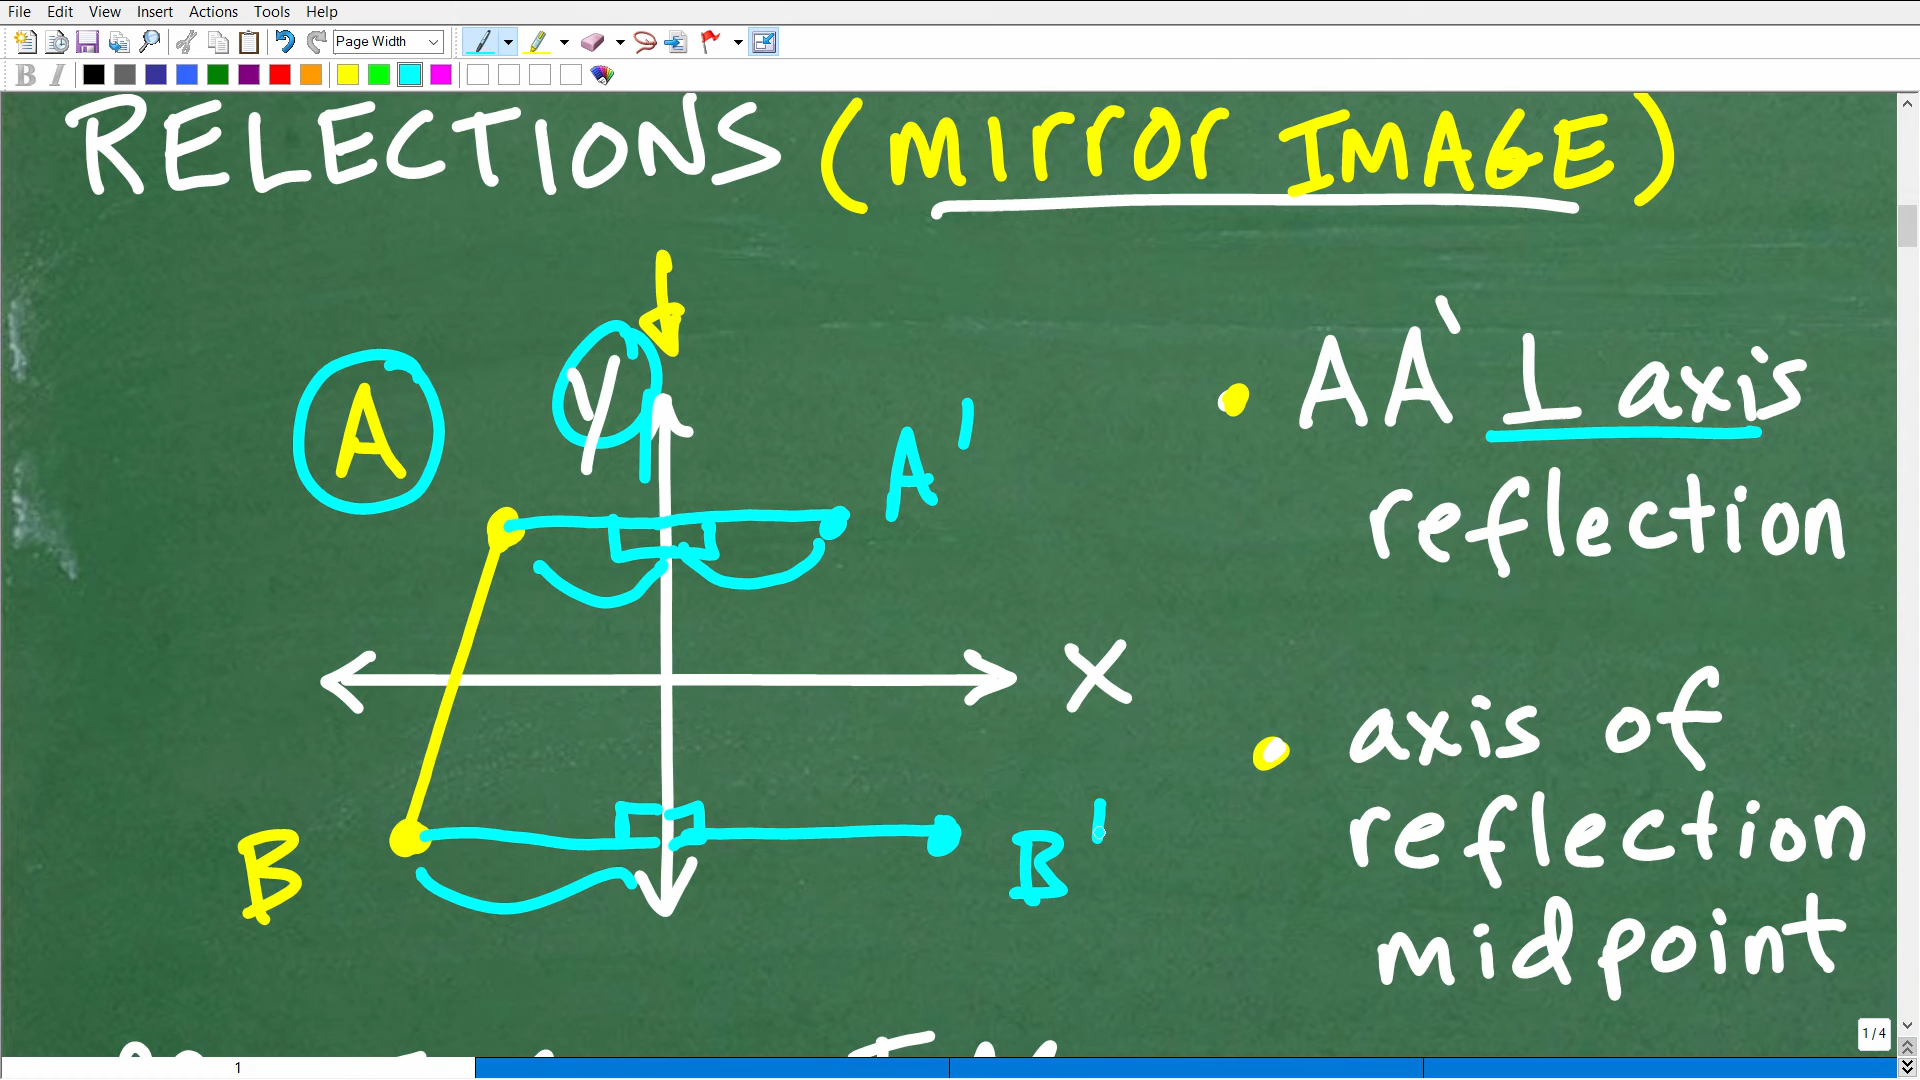 File Edit View Insert Actions Tools Help
Page Width
B I
RELECTIONS (MIRROR IMAGE)
A
Y
A'
AA' ⊥ axis
reflection
X
axis of
reflection
midpoint
B
B'
1 / 4
1